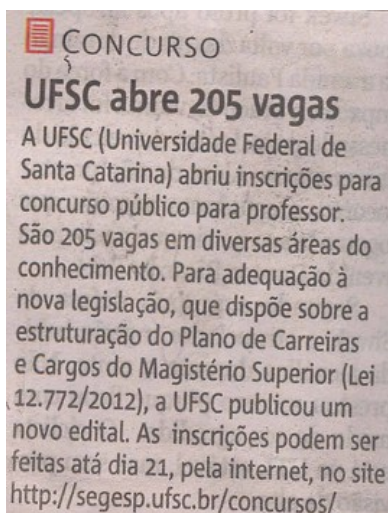 CONCURSO
UFSC abre 205 vagas
A UFSC (Universidade Federal de
Santa Catarina) abriu inscrições para
concurso público para professor.
São 205 vagas em diversas áreas do
conhecimento. Para adequação à
nova legislação, que dispõe sobre a
estruturação do Plano de Carreiras
e Cargos do Magistério Superior (Lei
12.772/2012), a UFSC publicou um
novo edital. As inscrições podem ser
feitas atá dia 21, pela internet, no site
http://segesp.ufsc.br/concursos/